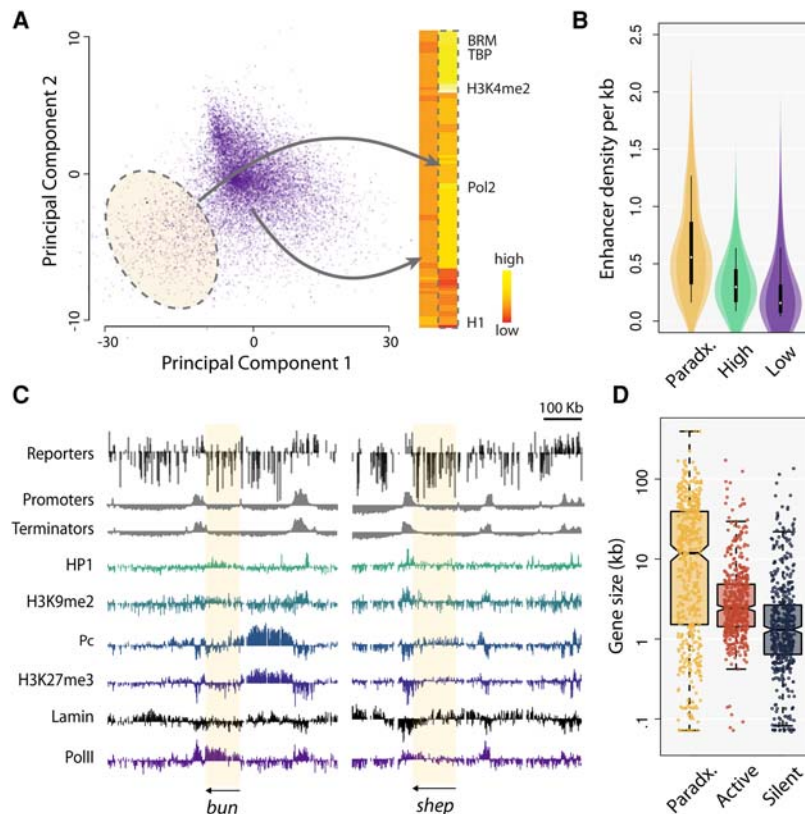 A
10
0
-10
Principal Component 2
-30
0
30
Principal Component 1
BRM
TBP
H3K4me2
Pol2
H1
high
low
B
2.5
2.0
1.5
1.0
0.5
0.0
Enhancer density per kb
Paradx.
High
Low
C
100 Kb
Reporters
Promoters
Terminators
HP1
H3K9me2
Pc
H3K27me3
Lamin
PolII
bun
shep
D
100
10
1
.1
Gene size (kb)
Paradx.
Active
Silent